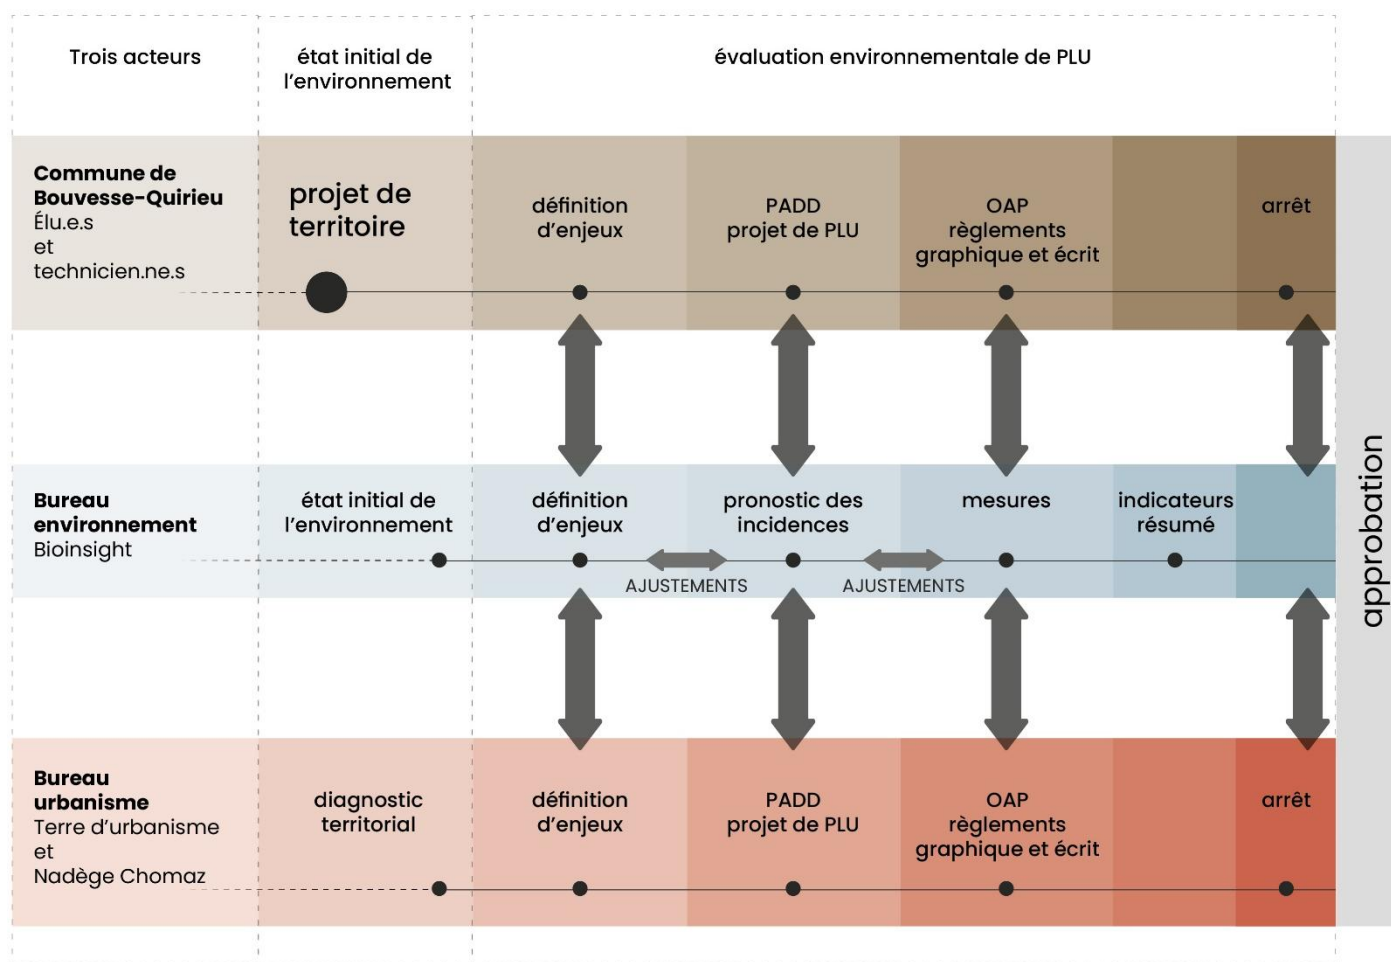 Trois acteurs
état initial de
l'environnement
évaluation environnementale de PLU
Commune de
Bouvesse-Quirieu
Élu.e.s
et
technicien.ne.s
projet de
territoire
définition
d'enjeux
PADD
projet de PLU
OAP
règlements
graphique et écrit
arrêt
Bureau
environnement
Bioinsight
état initial de
l'environnement
définition
d'enjeux
pronostic des
incidences
mesures
indicateurs
résumé
AJUSTEMENTS
AJUSTEMENTS
Bureau
urbanisme
Terre d'urbanisme
et
Nadège Chomaz
diagnostic
territorial
définition
d'enjeux
PADD
projet de PLU
OAP
règlements
graphique et écrit
arrêt
approbation